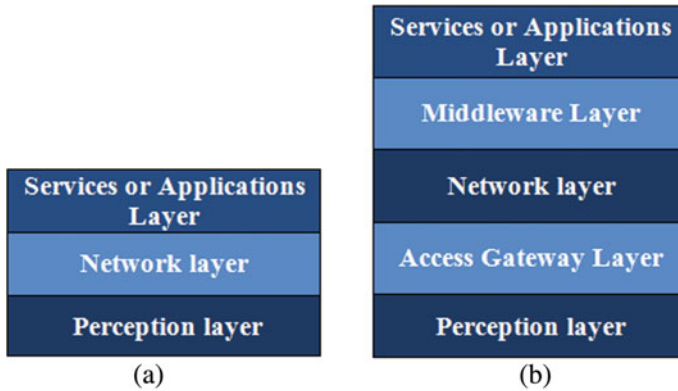 Services or Applications
Layer
Network layer
Perception layer
(a)
Services or Applications
Layer
Middleware Layer
Network layer
Access Gateway Layer
Perception layer
(b)